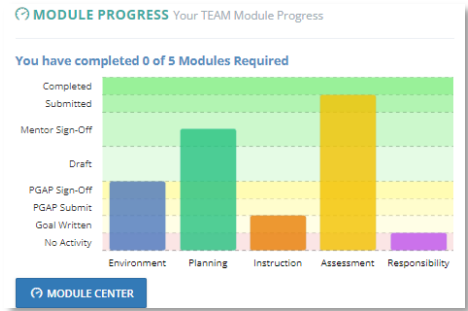 MODULE PROGRESS Your TEAM Module Progress
You have completed 0 of 5 Modules Required
Completed
Submitted
Mentor Sign-Off
Draft
PGAP Sign-Off
PGAP Submit
Goal Written
No Activity
Environment Planning Instruction Assessment Responsibility
MODULE CENTER